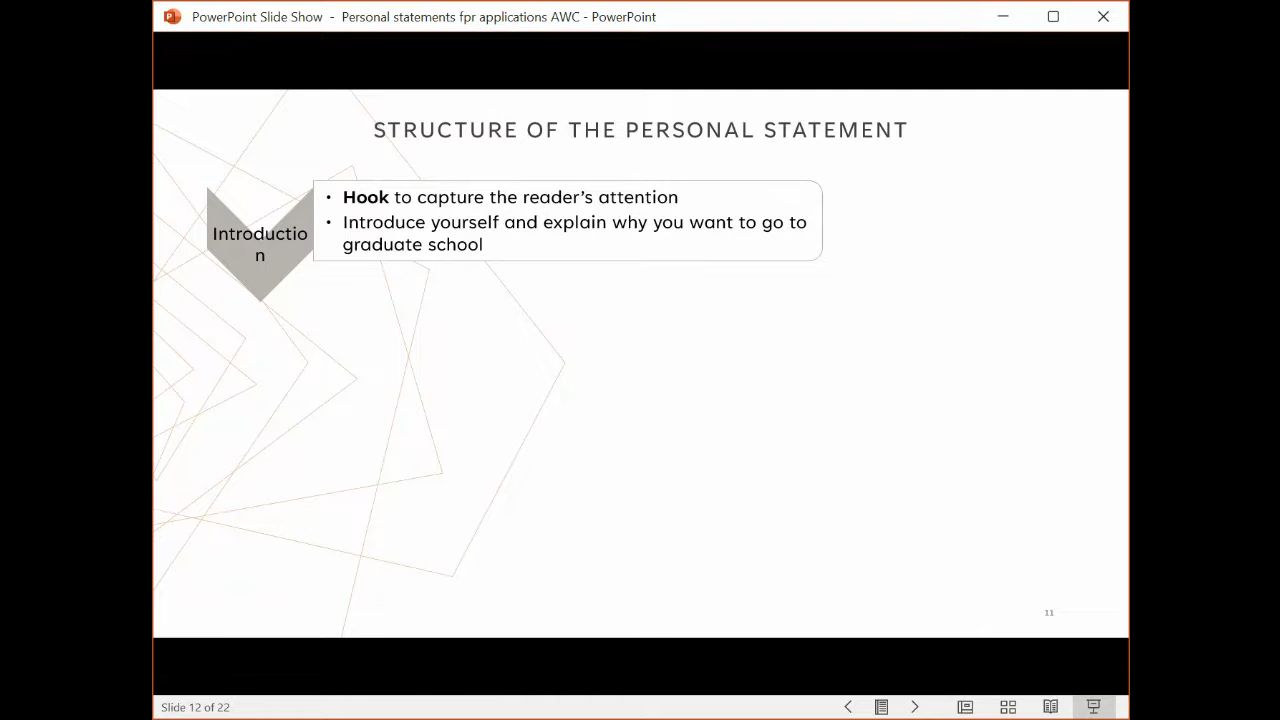 PowerPoint Slide Show - Personal statements fpr applications AWC - PowerPoint
STRUCTURE OF THE PERSONAL STATEMENT
Introductio
n
• Hook to capture the reader’s attention
• Introduce yourself and explain why you want to go to
graduate school
11
Slide 12 of 22